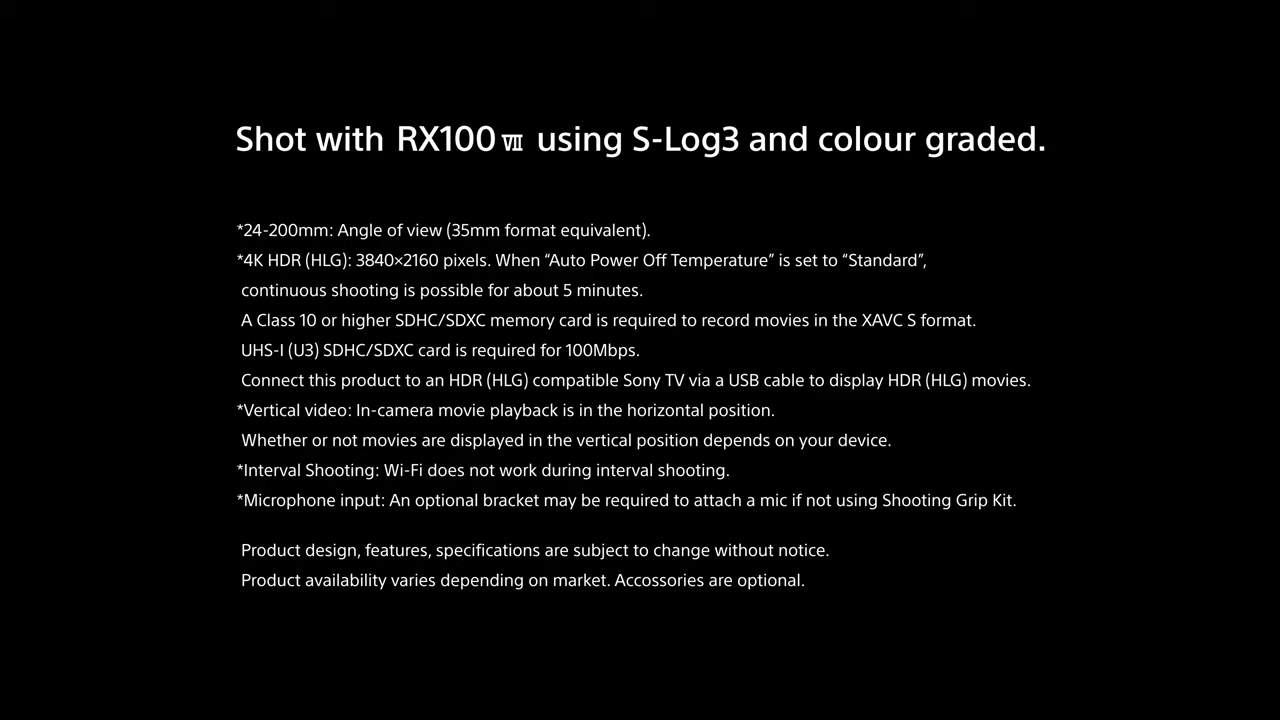 Shot with RX100 VII using S-Log3 and colour graded.
*24-200mm: Angle of view (35mm format equivalent).
*4K HDR (HLG): 3840×2160 pixels. When “Auto Power Off Temperature” is set to “Standard”,
continuous shooting is possible for about 5 minutes.
A Class 10 or higher SDHC/SDXC memory card is required to record movies in the XAVC S format.
UHS-I (U3) SDHC/SDXC card is required for 100Mbps.
Connect this product to an HDR (HLG) compatible Sony TV via a USB cable to display HDR (HLG) movies.
*Vertical video: In-camera movie playback is in the horizontal position.
Whether or not movies are displayed in the vertical position depends on your device.
*Interval Shooting: Wi-Fi does not work during interval shooting.
*Microphone input: An optional bracket may be required to attach a mic if not using Shooting Grip Kit.
Product design, features, specifications are subject to change without notice.
Product availability varies depending on market. Accossories are optional.